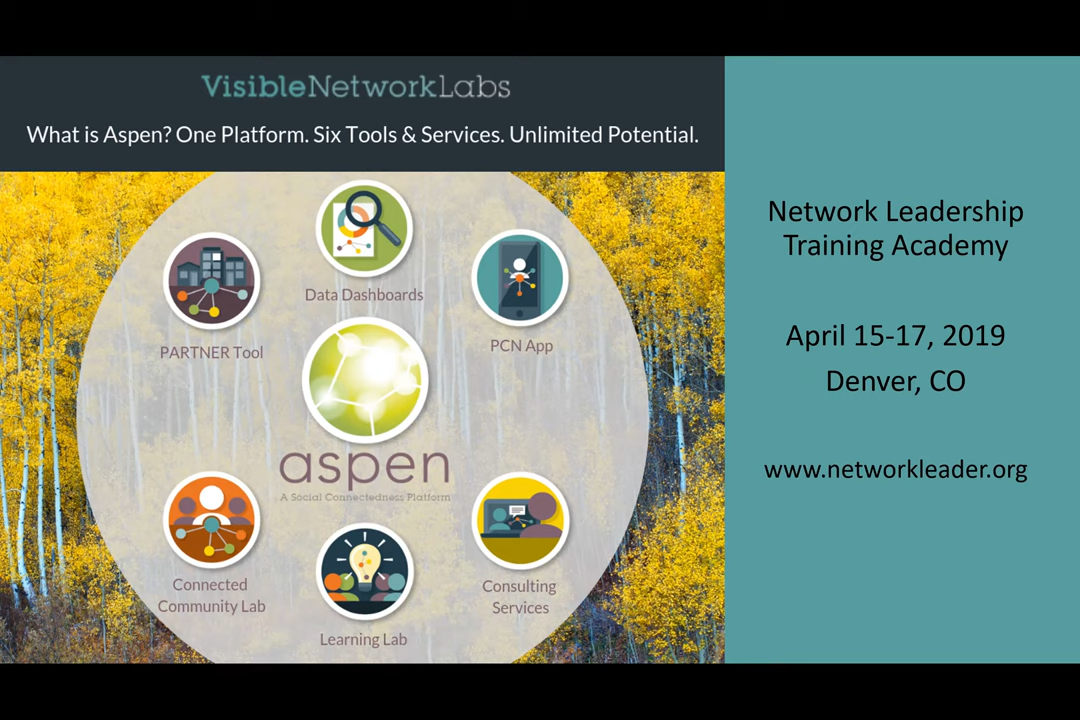 VisibleNetworkLabs
What is Aspen? One Platform. Six Tools & Services. Unlimited Potential.
Data Dashboards
PARTNER Tool
PCN App
aspen
A Social Connectedness Platform
Connected
Community Lab
Consulting
Services
Learning Lab
Network Leadership
Training Academy
April 15-17, 2019
Denver, CO
www.networkleader.org